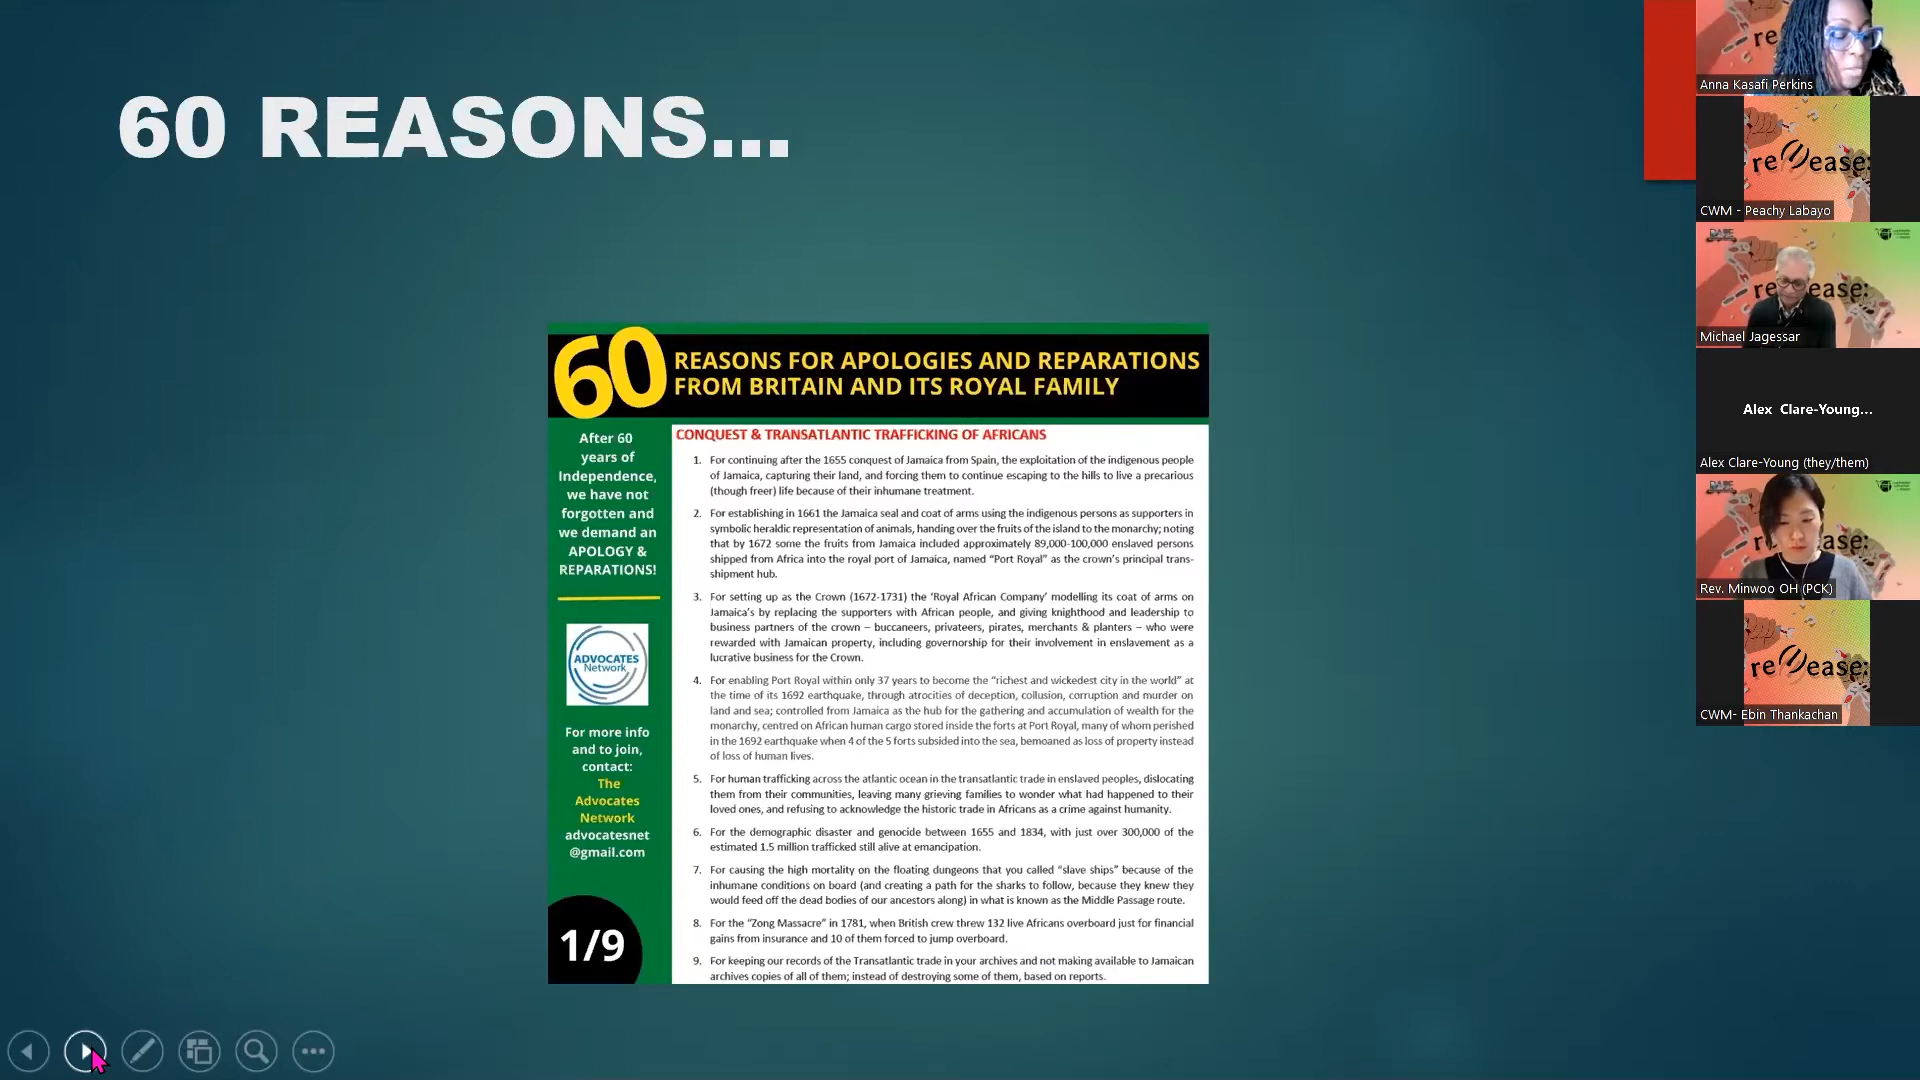 60 REASONS...
60
REASONS FOR APOLOGIES AND REPARATIONS
FROM BRITAIN AND ITS ROYAL FAMILY
After 60
years of
Independence,
we have not
forgotten and
we demand an
APOLOGY &
REPARATIONS!
ADVOCATES
Network
For more info
and to join,
contact:
The
Advocates
Network
advocatesnet
@gmail.com
1/9
CONQUEST & TRANSATLANTIC TRAFFICKING OF AFRICANS
1. For continuing after the 1655 conquest of Jamaica from Spain, the exploitation of the indigenous people
of Jamaica, capturing their land, and forcing them to continue escaping to the hills to live a precarious
(though freer) life because of their inhumane treatment.
2. For establishing in 1661 the Jamaica seal and coat of arms using the indigenous persons as supporters in
symbolic heraldic representation of animals, handing over the fruits of the island to the monarchy; noting
that by 1672 some the fruits from Jamaica included approximately 89,000-100,000 enslaved persons
shipped from Africa into the royal port of Jamaica, named “Port Royal” as the crown’s principal trans-
shipment hub.
3. For setting up as the Crown (1672-1731) the ‘Royal African Company’ modelling its coat of arms on
Jamaica’s by replacing the supporters with African people, and giving knighthood and leadership to
business partners of the crown – buccaneers, privateers, pirates, merchants & planters – who were
rewarded with Jamaican property, including governorship for their involvement in enslavement as a
lucrative business for the Crown.
4. For enabling Port Royal within only 37 years to become the “richest and wickedest city in the world” at
the time of its 1692 earthquake, through atrocities of deception, collusion, corruption and murder on
land and sea; controlled from Jamaica as the hub for the gathering and accumulation of wealth for the
monarchy, centred on African human cargo stored inside the forts at Port Royal, many of whom perished
in the 1692 earthquake when 4 of the 5 forts subsided into the sea, bemoaned as loss of property instead
of loss of human lives.
5. For human trafficking across the atlantic ocean in the transatlantic trade in enslaved peoples, dislocating
them from their communities, leaving many grieving families to wonder what had happened to their
loved ones, and refusing to acknowledge the historic trade in Africans as a crime against humanity.
6. For the demographic disaster and genocide between 1655 and 1834, with just over 300,000 of the
estimated 1.5 million trafficked still alive at emancipation.
7. For causing the high mortality on the floating dungeons that you called “slave ships” because of the
inhumane conditions on board (and creating a path for the sharks to follow, because they knew they
would feed off the dead bodies of our ancestors along) in what is known as the Middle Passage route.
8. For the “Zong Massacre” in 1781, when British crew threw 132 live Africans overboard just for financial
gains from insurance and 10 of them forced to jump overboard.
9. For keeping our records of the Transatlantic trade in your archives and not making available to Jamaican
archives copies of all of them; instead of destroying some of them, based on reports.
re
Anna Kasafi Perkins
re ease:
CWM - Peachy Labayo
re ease:
Michael Jagessar
Alex Clare-Young...
Alex Clare-Young (they/them)
ease:
Rev. Minwoo OH (PCK)
re ease:
CWM- Ebin Thankachan